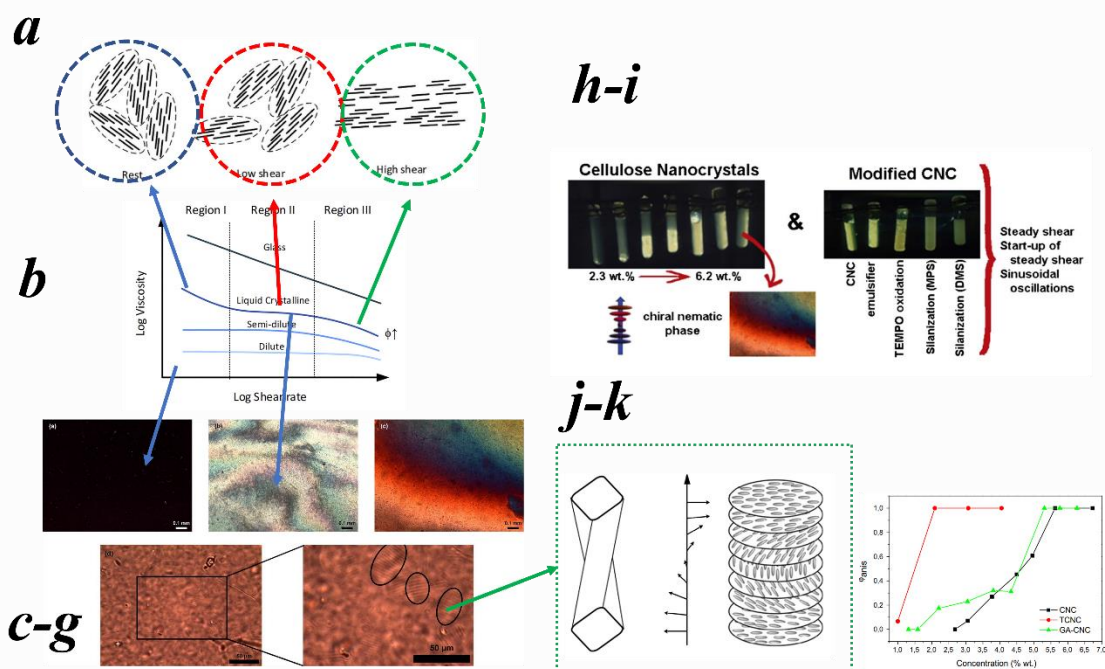 a
Rest
Low shear
High shear
b
Region I
Region II
Region III
Log Viscosity
Glass
Liquid Crystalline
Semi-dilute
Dilute
ϕ↑
Log Shear rate
(a)
0.1 mm
(b)
0.1 mm
(c)
0.1 mm
c-g
50 μm
h-i
Cellulose Nanocrystals
&
Modified CNC
2.3 wt.%
6.2 wt.%
chiral nematic
phase
CNC
emulsifier
TEMPO oxidation
Silanization (MPS)
Silanization (DMS)
Steady shear
Start-up of
steady shear
Sinusoidal
oscillations
j-k
φanis
1,0
0,8
0,6
0,4
0,2
0,0
CNC
TCNC
GA-CNC
1,0 1,5 2,0 2,5 3,0 3,5 4,0 4,5 5,0 5,5 6,0 6,5 7,0
Concentration (% wt.)